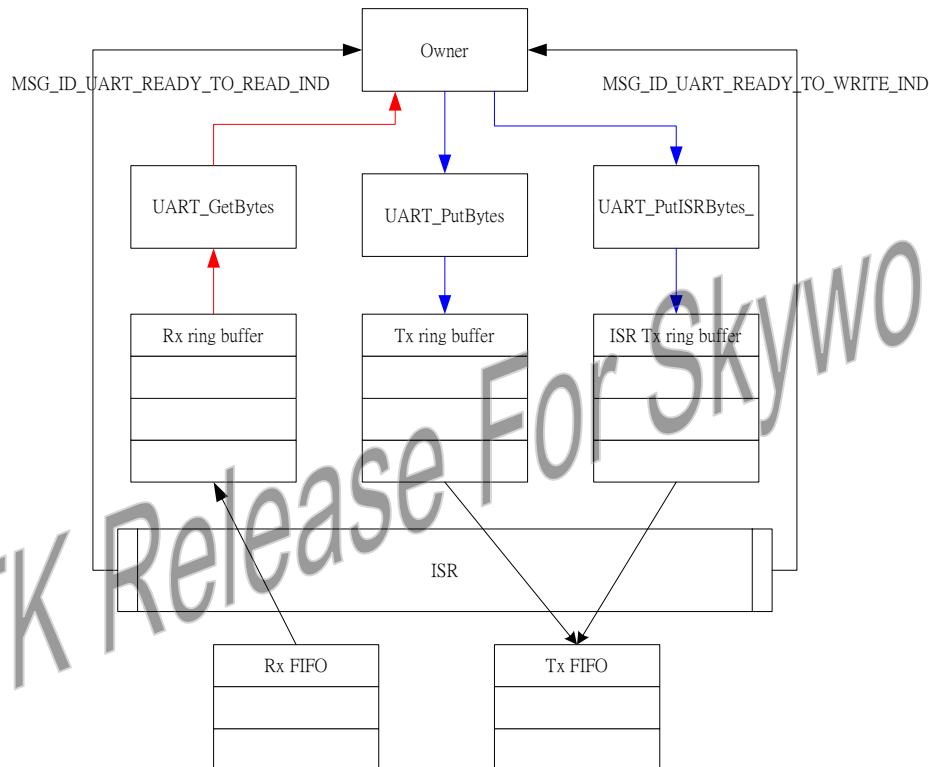 Owner
MSG_ID_UART_READY_TO_READ_IND
MSG_ID_UART_READY_TO_WRITE_IND
UART_GetBytes
UART_PutBytes
UART_PutISRBytes_
Rx ring buffer
Tx ring buffer
ISR Tx ring buffer
TK Release For Skywo
ISR
Rx FIFO
Tx FIFO